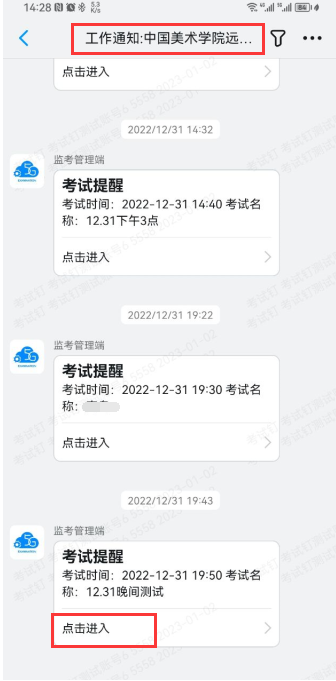 14:28
5.3
K/s
工作通知:中国美术学院远...
点击进入
2022/12/31 14:32
监考管理端
考试提醒
考试时间：2022-12-31 14:40 考试名
称：12.31下午3点
点击进入
2022/12/31 19:22
监考管理端
考试提醒
考试时间：2022-12-31 19:30 考试名
称：
点击进入
2022/12/31 19:43
监考管理端
考试提醒
考试时间：2022-12-31 19:50 考试名
称：12.31晚间测试
点击进入